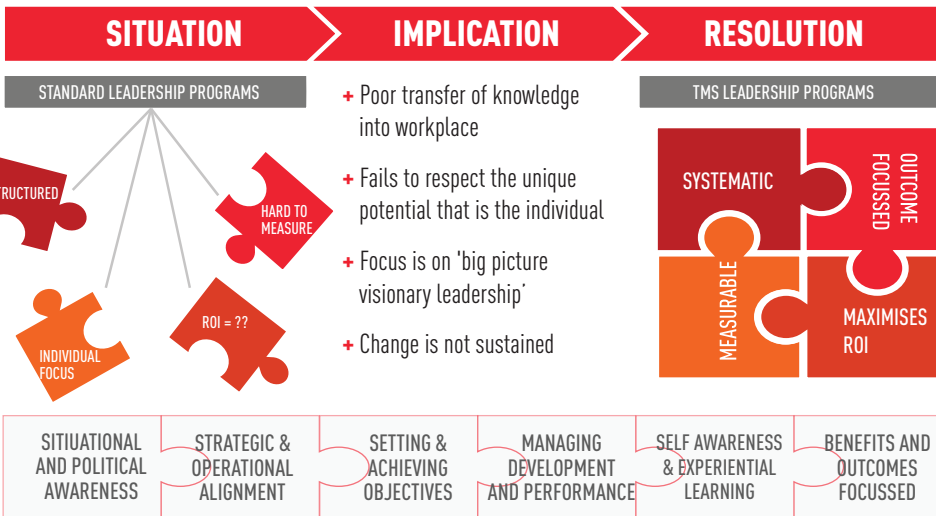 SITUATION
IMPLICATION
RESOLUTION
STANDARD LEADERSHIP PROGRAMS
TRUCTURED
HARD TO
MEASURE
INDIVIDUAL
FOCUS
ROI = ??
+ Poor transfer of knowledge
into workplace
+ Fails to respect the unique
potential that is the individual
+ Focus is on 'big picture
visionary leadership'
+ Change is not sustained
TMS LEADERSHIP PROGRAMS
SYSTEMATIC
OUTCOME
FOCUSSED
MEASURABLE
MAXIMISES
ROI
SITIUATIONAL
AND POLITICAL
AWARENESS
STRATEGIC &
OPERATIONAL
ALIGNMENT
SETTING &
ACHIEVING
OBJECTIVES
MANAGING
DEVELOPMENT
AND PERFORMANCE
SELF AWARENESS
& EXPERIENTIAL
LEARNING
BENEFITS AND
OUTCOMES
FOCUSSED